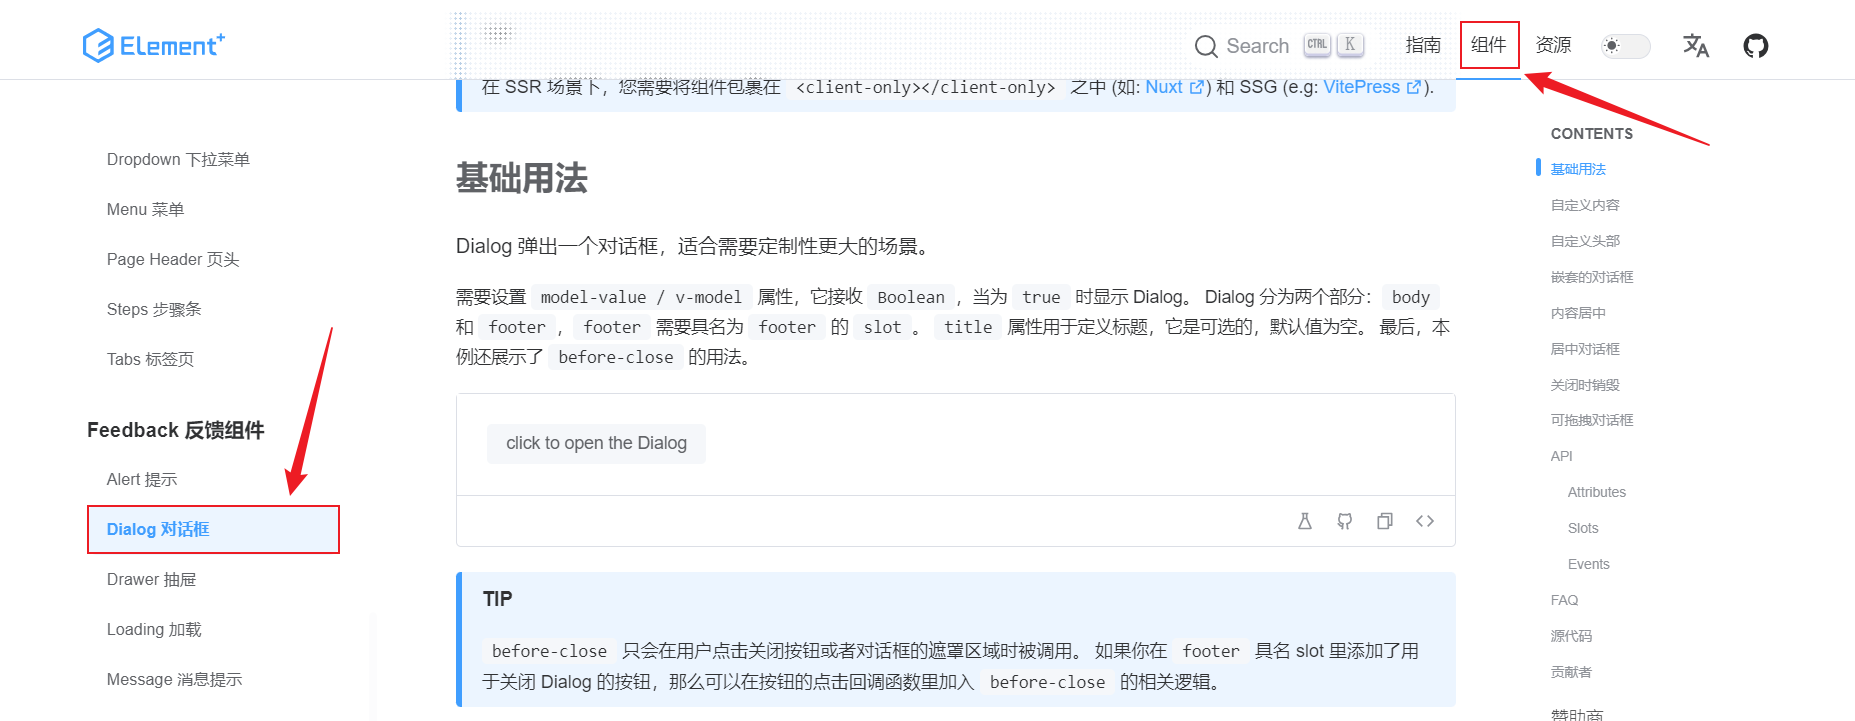 Element+
Search CTRL K 指南 组件 资源
在 SSR 场景下，您需要将组件包裹在 <client-only></client-only> 之中 (如: Nuxt ) 和 SSG (e.g: VitePress ).
Dropdown 下拉菜单
Menu 菜单
Page Header 页头
Steps 步骤条
Tabs 标签页
Feedback 反馈组件
Alert 提示
Dialog 对话框
Drawer 抽屉
Loading 加载
Message 消息提示
基础用法
Dialog 弹出一个对话框，适合需要定制性更大的场景。
需要设置 model-value / v-model 属性，它接收 Boolean ，当为 true 时显示 Dialog。 Dialog 分为两个部分： body
和 footer ， footer 需要具名为 footer 的 slot 。 title 属性用于定义标题，它是可选的，默认值为空。 最后，本
例还展示了 before-close 的用法。
click to open the Dialog
TIP
before-close 只会在用户点击关闭按钮或者对话框的遮罩区域时被调用。 如果你在 footer 具名 slot 里添加了用
于关闭 Dialog 的按钮，那么可以在按钮的点击回调函数里加入 before-close 的相关逻辑。
CONTENTS
基础用法
自定义内容
自定义头部
嵌套的对话框
内容居中
居中对话框
关闭时销毁
可拖拽对话框
API
Attributes
Slots
Events
FAQ
源代码
贡献者
赞助商